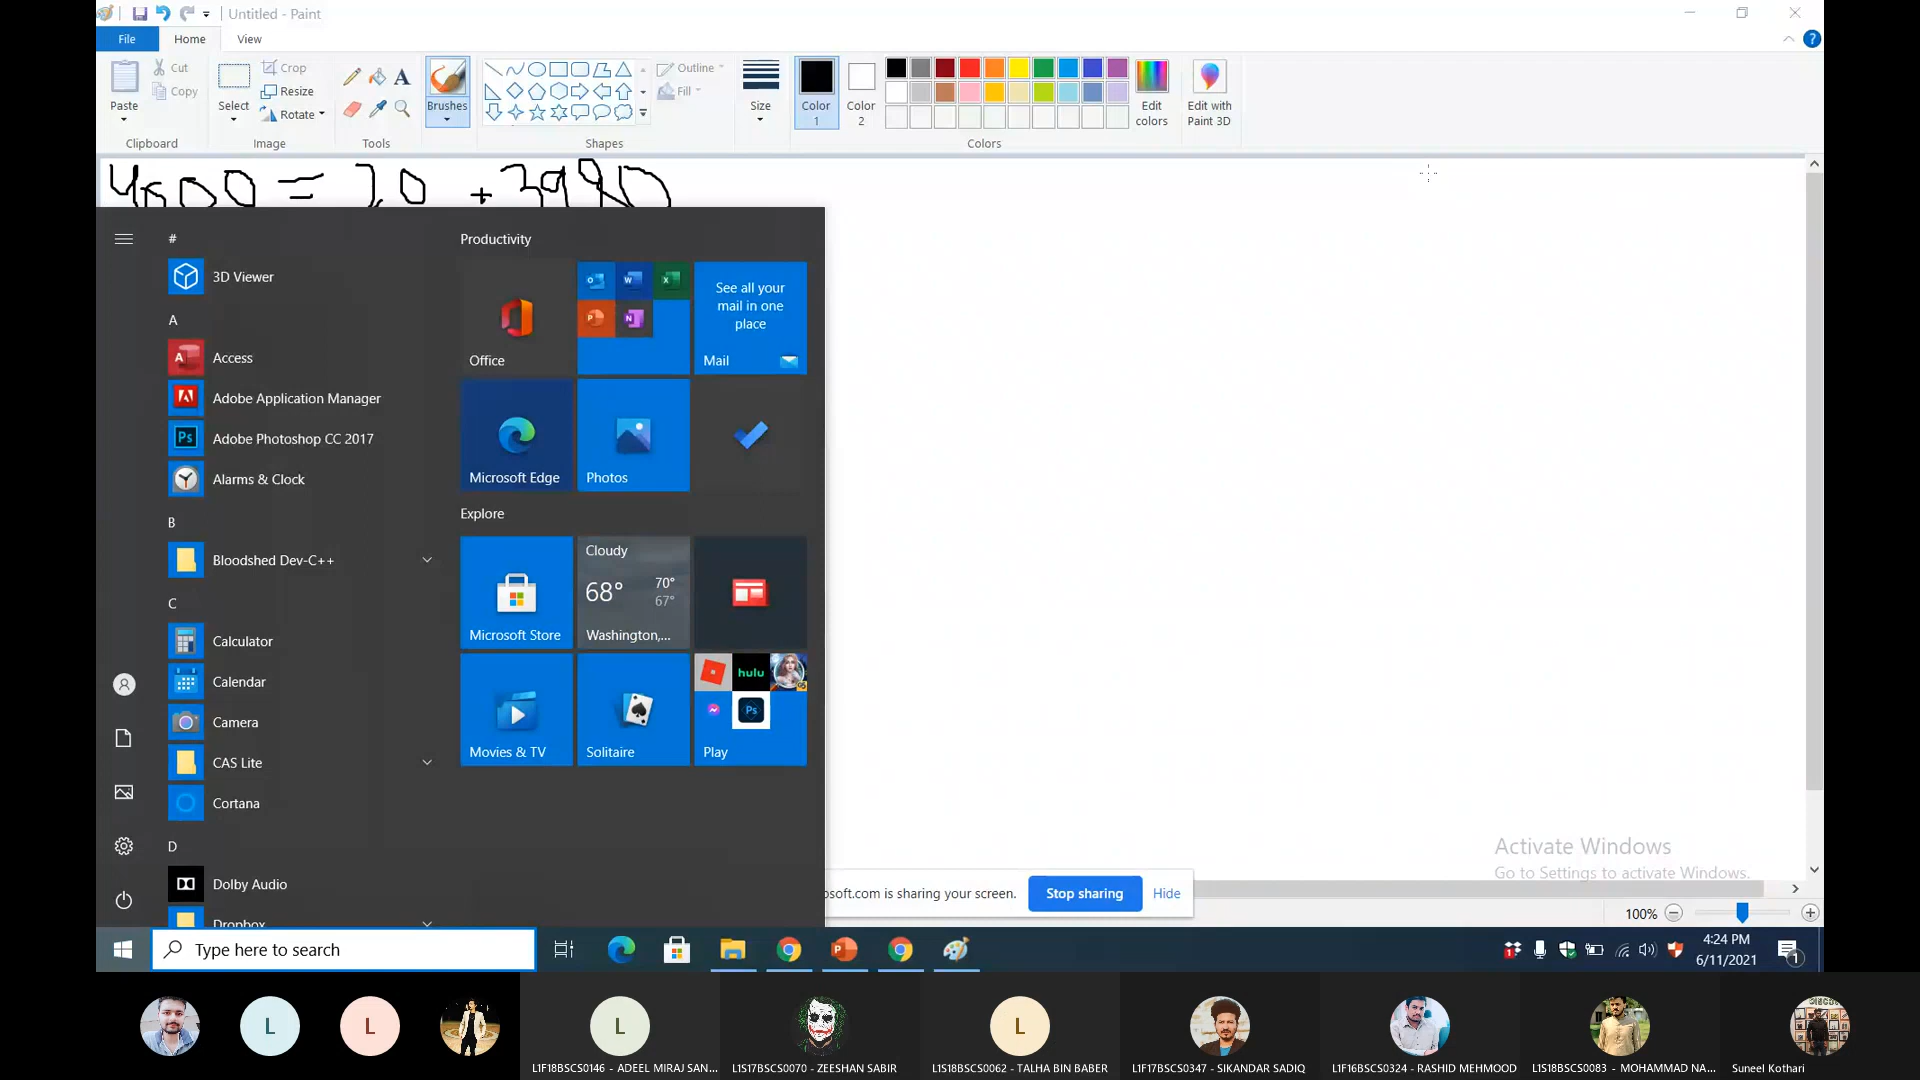 Untitled - Paint
File
Home
View
Paste
Cut
Copy
Select
Crop
Resize
Rotate
Brushes
Outline
Fill
Size
Color 1
Color 2
Edit colors
Edit with Paint 3D
Clipboard
Image
Tools
Shapes
Colors
#
3D Viewer
A
Access
Adobe Application Manager
Adobe Photoshop CC 2017
Alarms & Clock
B
Bloodshed Dev-C++
C
Calculator
Calendar
Camera
CAS Lite
Cortana
D
Dolby Audio
Dropbox
Productivity
Office
See all your
mail in one
place
Mail
Microsoft Edge
Photos
Explore
Microsoft Store
Cloudy
68° 70°
67°
Washington,...
Movies & TV
Solitaire
hulu
Ps
Play
Activate Windows
Go to Settings to activate Windows.
osoft.com is sharing your screen.
Stop sharing
Hide
100%
Type here to search
4:24 PM
6/11/2021
L
L
L
L
L1F18BSCS0146 - ADEEL MIRAJ SAN...
L1S17BSCS0070 - ZEESHAN SABIR
L1S18BSCS0062 - TALHA BIN BABER
L1F17BSCS0347 - SIKANDAR SADIQ
L1F16BSCS0324 - RASHID MEHMOOD
L1S18BSCS0083 - MOHAMMAD NA...
Suneel Kothari